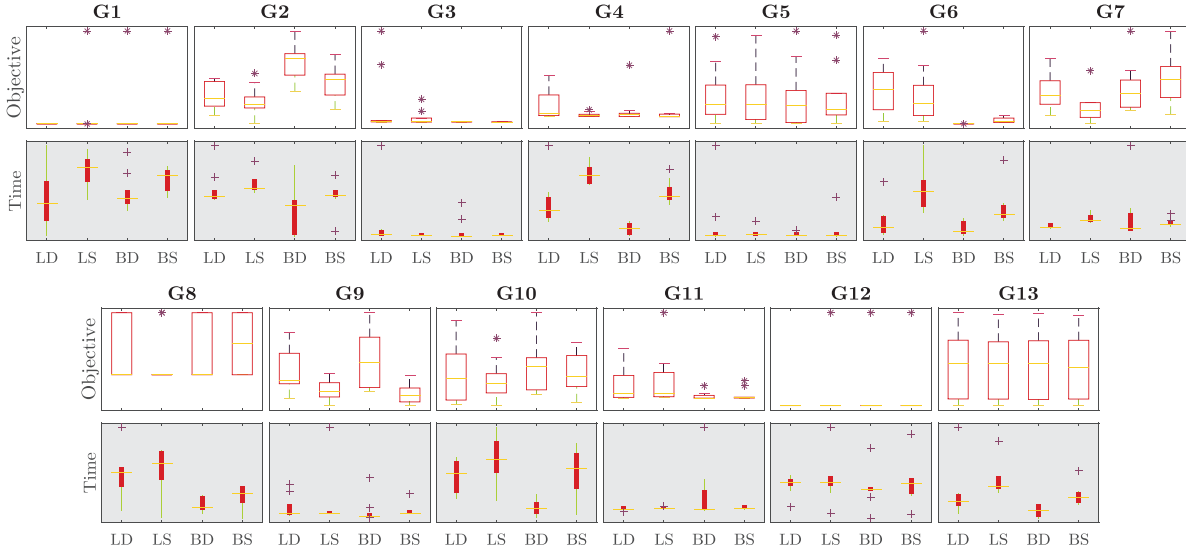 G1 G2 G3 G4 G5 G6 G7
Objective
Time
LD LS BD BS LD LS BD BS LD LS BD BS LD LS BD BS LD LS BD BS LD LS BD BS LD LS BD BS
G8 G9 G10 G11 G12 G13
Objective
Time
LD LS BD BS LD LS BD BS LD LS BD BS LD LS BD BS LD LS BD BS LD LS BD BS